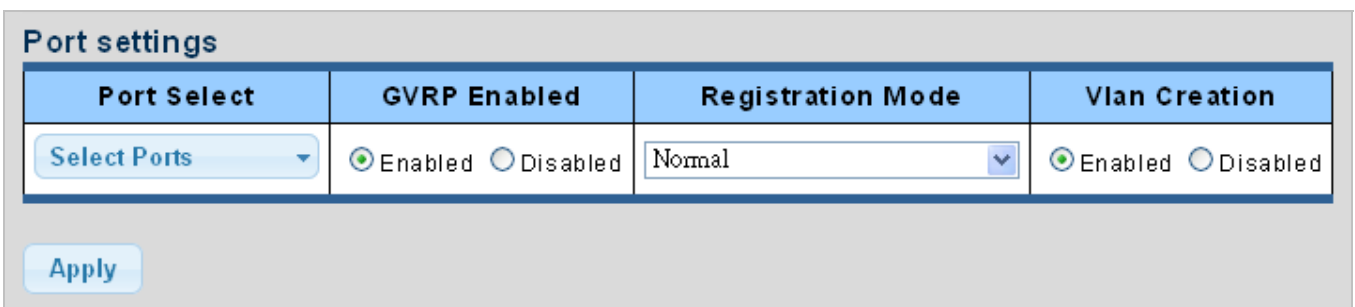 Port settings
Port Select GVRP Enabled Registration Mode Vlan Creation
Select Ports Enabled Disabled Normal Enabled Disabled
Apply